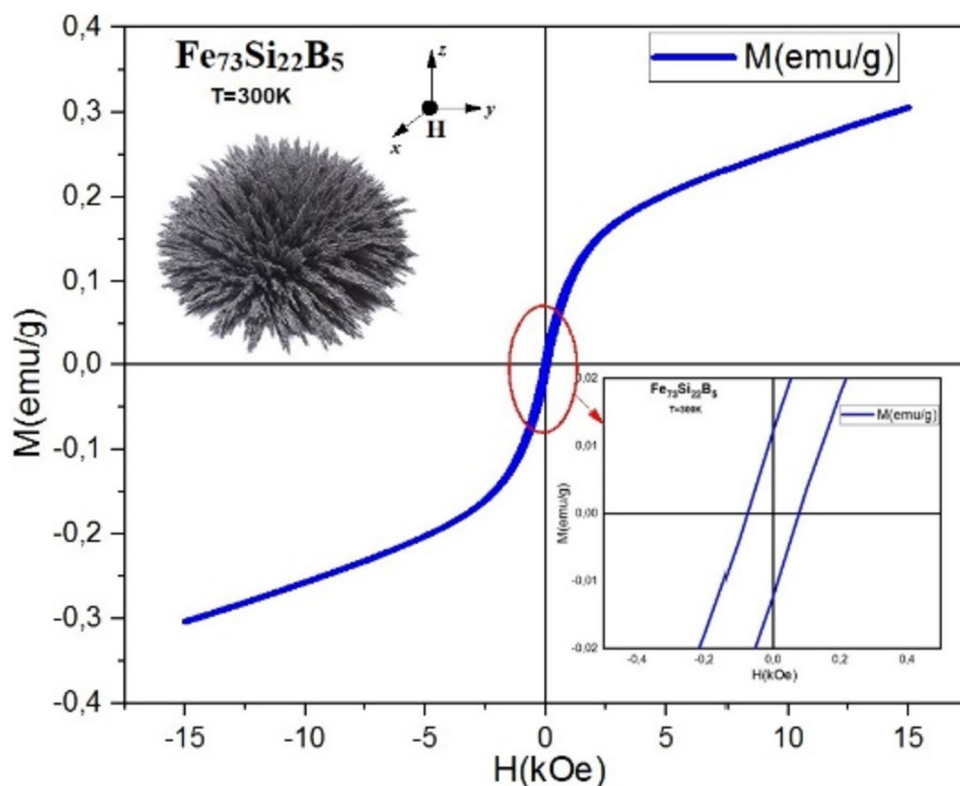 Fe₇₃Si₂₂B₅
T=300K
z
y
x
H
M(emu/g)
0,4
0,3
0,2
0,1
0,0
-0,1
-0,2
-0,3
-0,4
M(emu/g)
-15
-10
-5
0
5
10
15
H(kOe)
Fe₇₃Si₂₂B₅
T=300K
M(emu/g)
0,02
0,01
0,00
-0,01
-0,02
M(emu/g)
-0,4
-0,2
0,0
0,2
0,4
H(kOe)